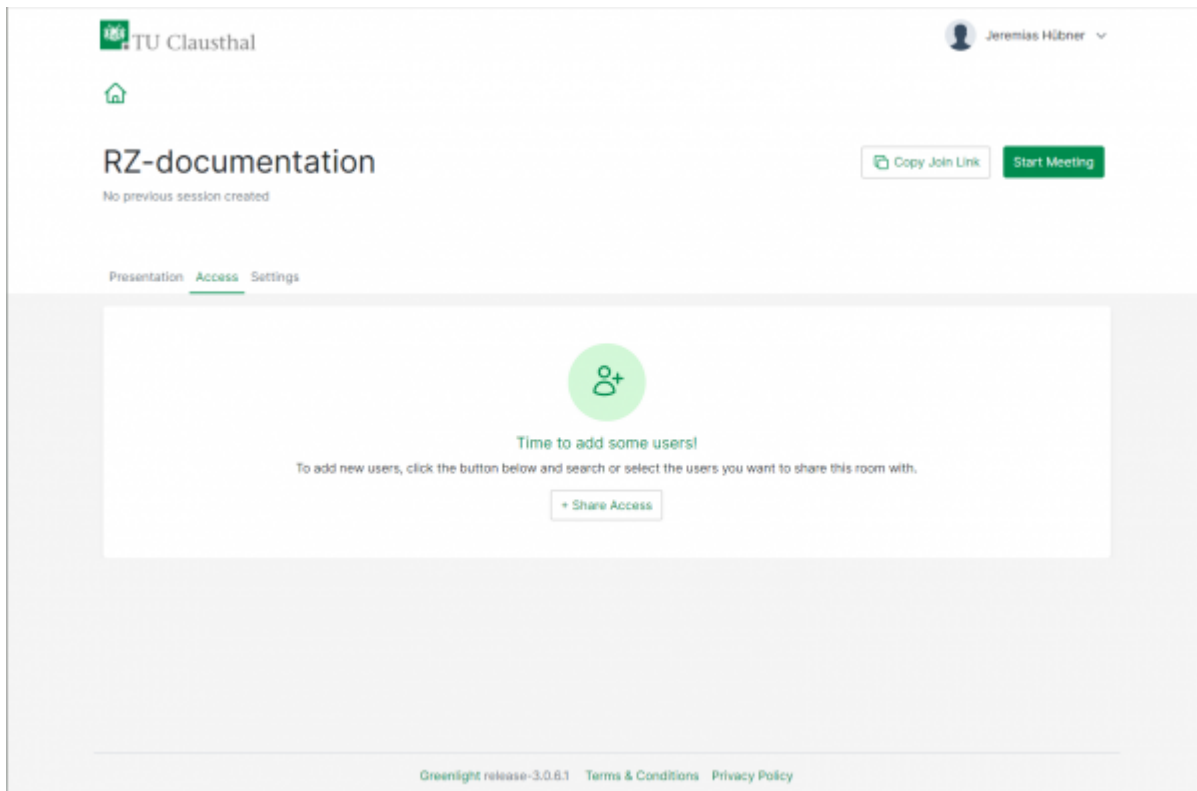 TU Clausthal
Jeremias Hübner
RZ-documentation
Copy Join Link
Start Meeting
No previous session created
Presentation Access Settings
Time to add some users!
To add new users, click the button below and search or select the users you want to share this room with.
+ Share Access
Greenlight release-3.0.6.1 Terms & Conditions Privacy Policy